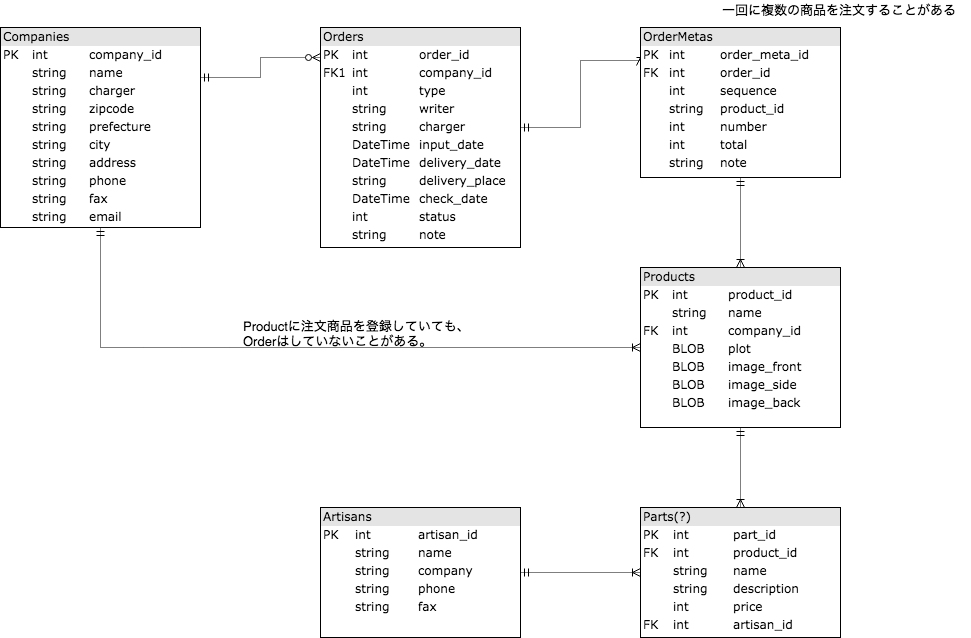 一回に複数の商品を注文することがある
Companies
PK int company_id
string name
string charger
string zipcode
string prefecture
string city
string address
string phone
string fax
string email
Orders
PK int order_id
FK1 int company_id
int type
string writer
string charger
DateTime input_date
DateTime delivery_date
string delivery_place
DateTime check_date
int status
string note
OrderMetas
PK int order_meta_id
FK int order_id
int sequence
string product_id
int number
int total
string note
Productに注文商品を登録していても、
Orderはしていないことがある。
Products
PK int product_id
string name
FK int company_id
BLOB plot
BLOB image_front
BLOB image_side
BLOB image_back
Artisans
PK int artisan_id
string name
string company
string phone
string fax
Parts(?)
PK int part_id
FK int product_id
string name
string description
int price
FK int artisan_id